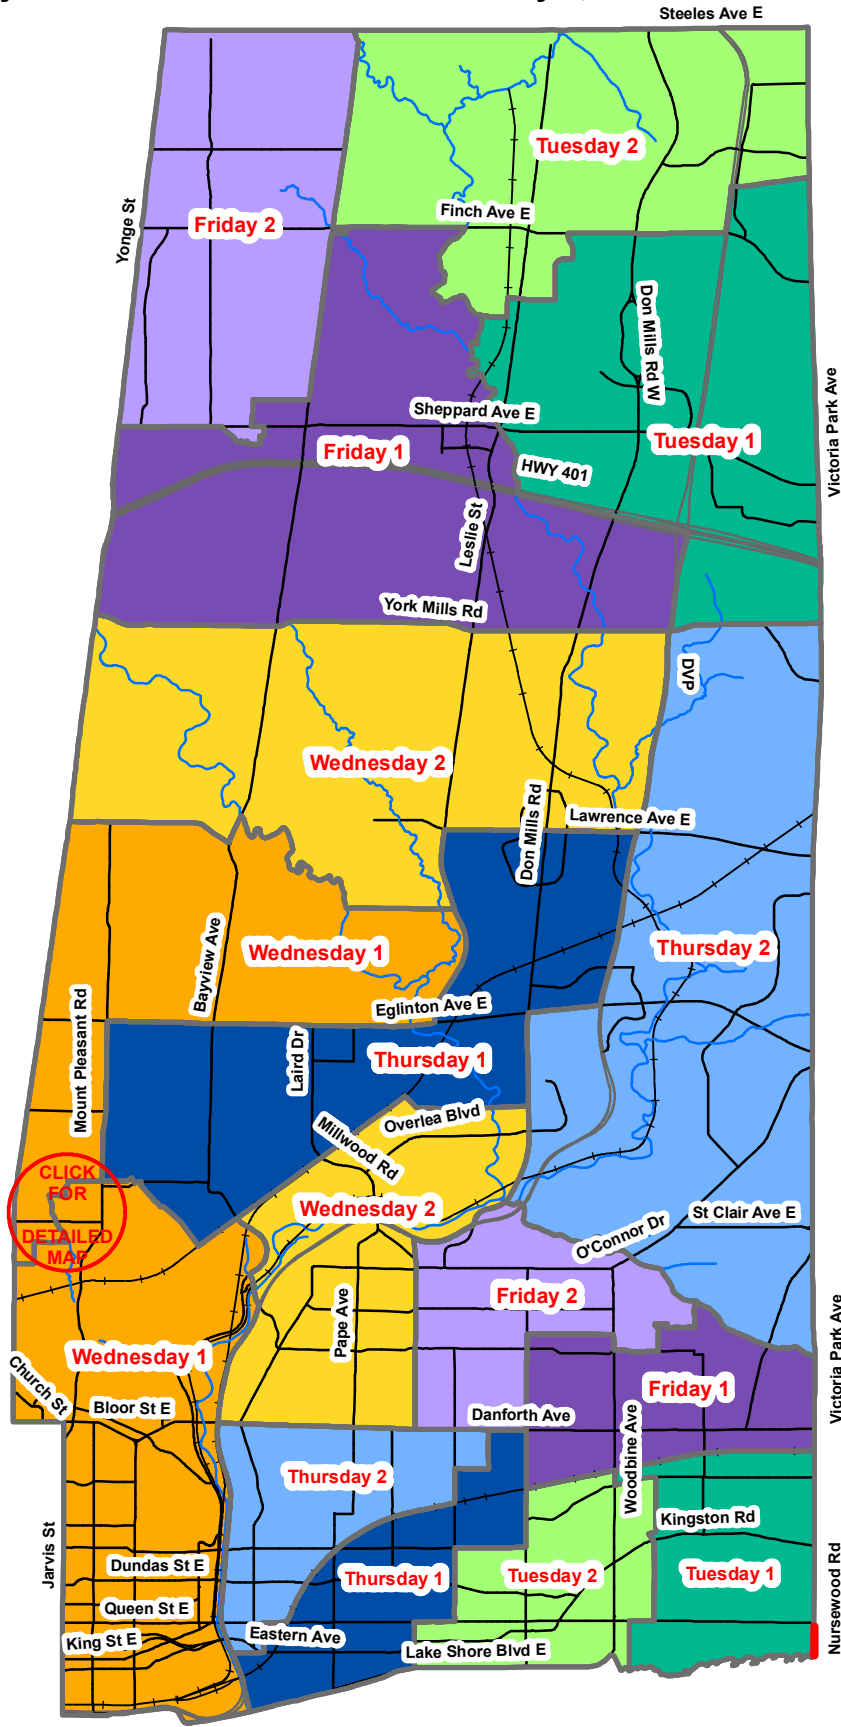 Steeles Ave E
Tuesday 2
Yonge St
Finch Ave E
Friday 2
Don Mills Rd W
Victoria Park Ave
Sheppard Ave E
Tuesday 1
Friday 1
HWY 401
Leslie St
York Mills Rd
DVP
Wednesday 2
Don Mills Rd
Lawrence Ave E
Bayview Ave
Wednesday 1
Thursday 2
Mount Pleasant Rd
Eglinton Ave E
Laird Dr
Thursday 1
Overlea Blvd
Millwood Rd
CLICK
FOR
DETAILED
MAP
Wednesday 2
St Clair Ave E
O'Connor Dr
Friday 2
Pape Ave
Victoria Park Ave
Wednesday 1
Church St
Friday 1
Bloor St E
Danforth Ave
Woodbine Ave
Thursday 2
Kingston Rd
Jarvis St
Dundas St E
Thursday 1
Tuesday 2
Tuesday 1
Nursewood Rd
Queen St E
King St E
Eastern Ave
Lake Shore Blvd E